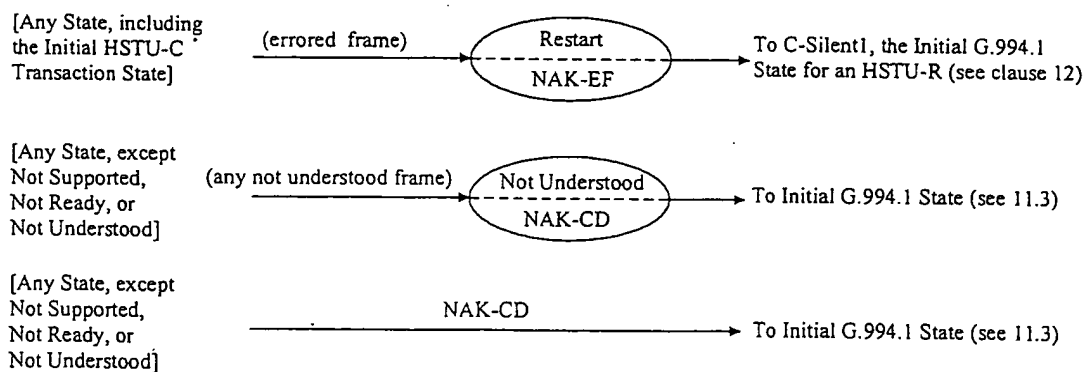 [Any State, including
the Initial HSTU-C
Transaction State]
(errored frame)
Restart
NAK-EF
To C-Silent1, the Initial G.994.1
State for an HSTU-R (see clause 12)
[Any State, except
Not Supported,
Not Ready, or
Not Understood]
(any not understood frame)
Not Understood
NAK-CD
To Initial G.994.1 State (see 11.3)
[Any State, except
Not Supported,
Not Ready, or
Not Understood]
NAK-CD
To Initial G.994.1 State (see 11.3)